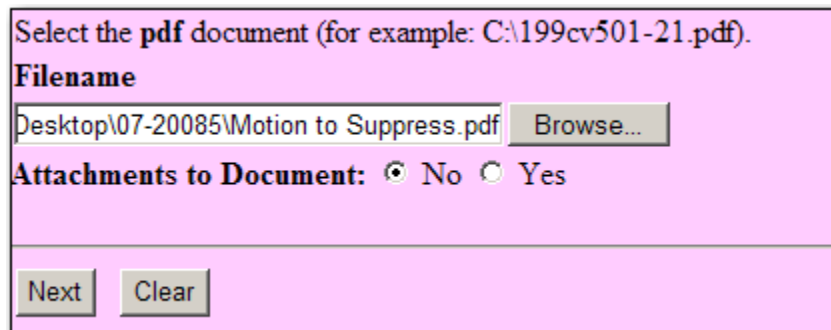 Select the pdf document (for example: C:\199cv501-21.pdf).
Filename
Desktop\07-20085\Motion to Suppress.pdf Browse...
Attachments to Document: No Yes
Next Clear